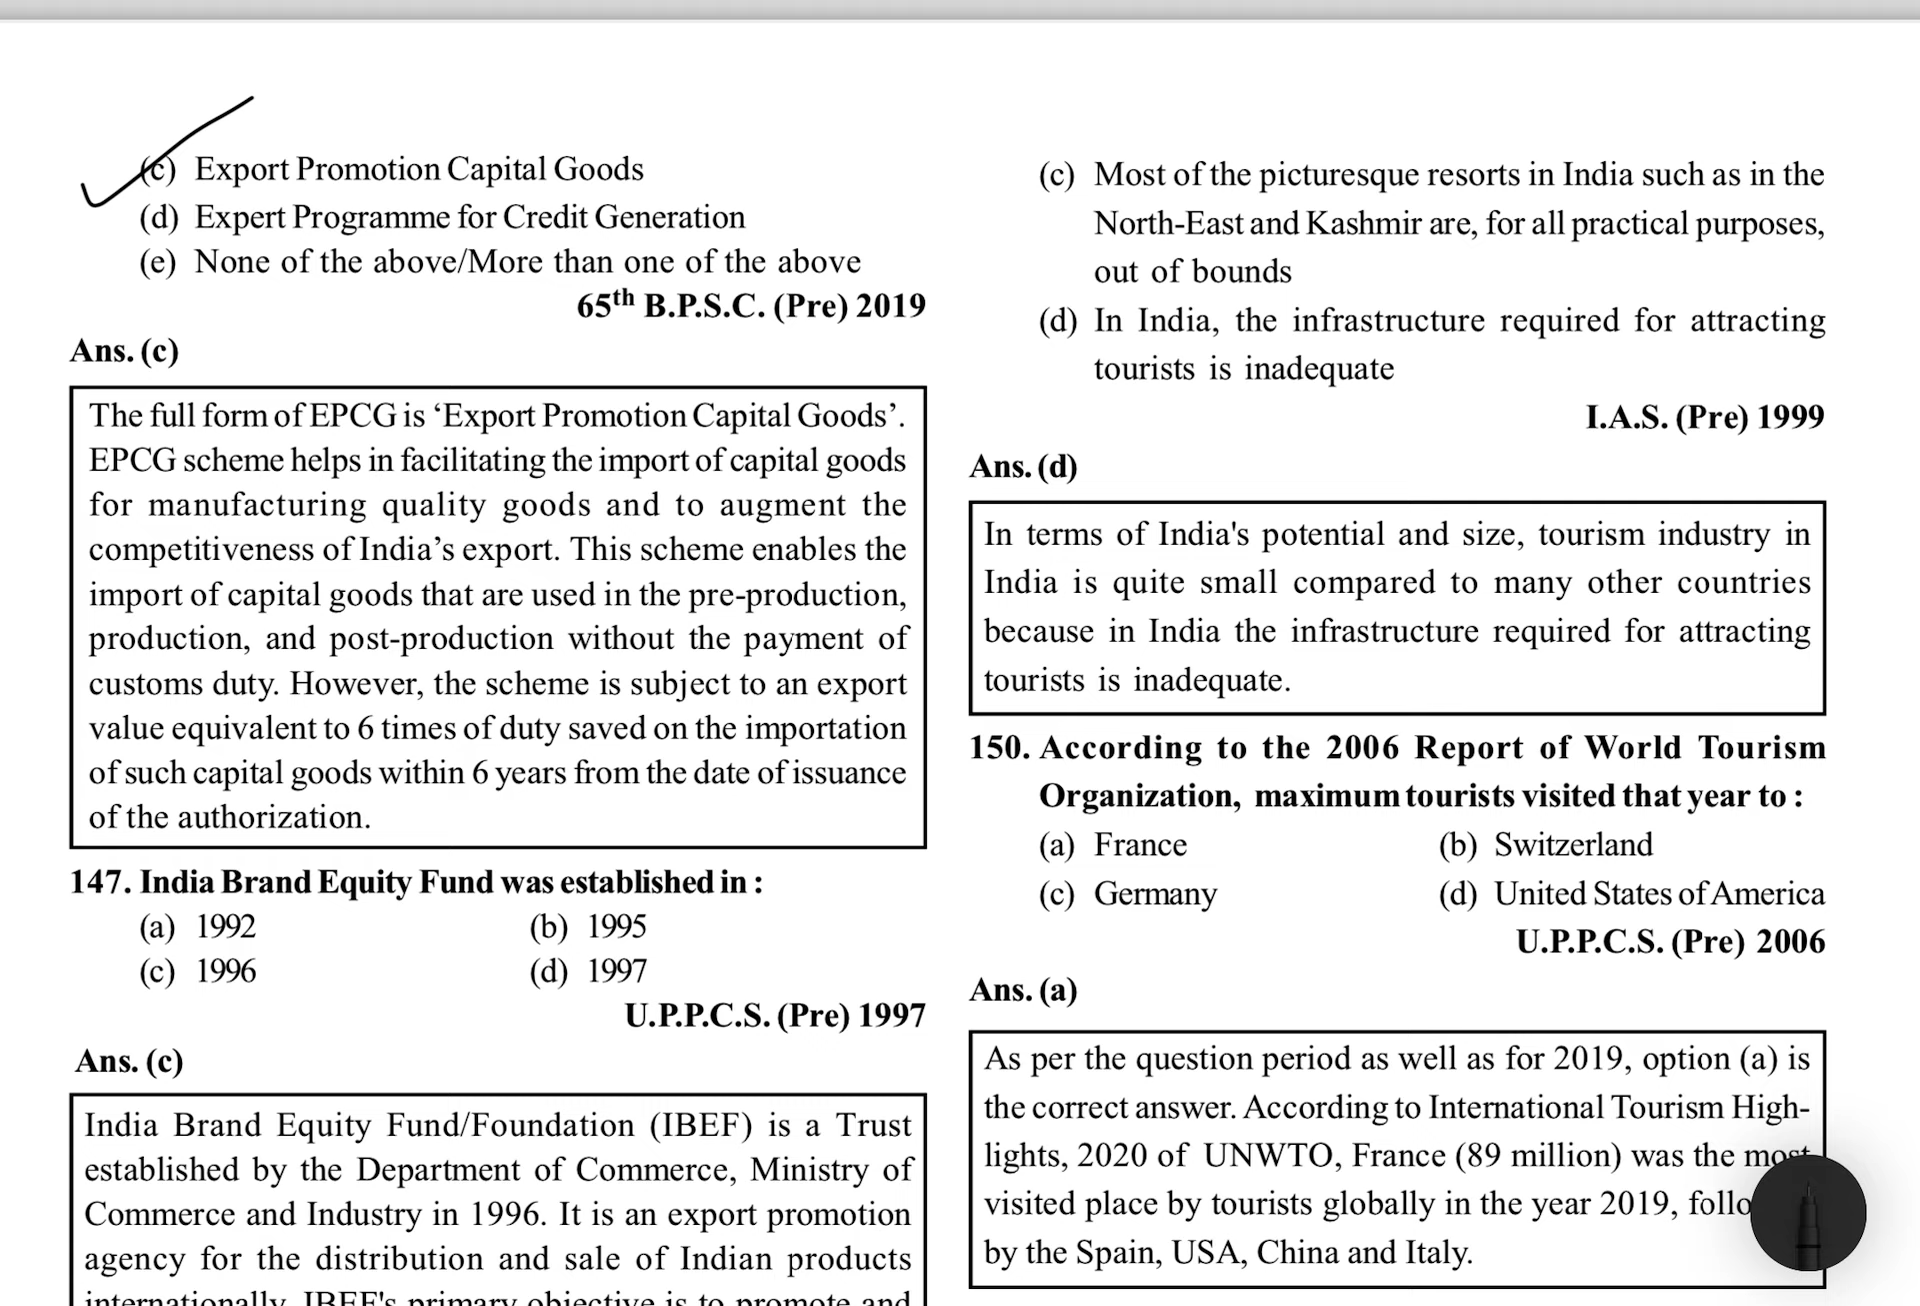 (c) Export Promotion Capital Goods
(d) Expert Programme for Credit Generation
(e) None of the above/More than one of the above
65th B.P.S.C. (Pre) 2019
Ans. (c)
The full form of EPCG is ‘Export Promotion Capital Goods’.
EPCG scheme helps in facilitating the import of capital goods
for manufacturing quality goods and to augment the
competitiveness of India’s export. This scheme enables the
import of capital goods that are used in the pre-production,
production, and post-production without the payment of
customs duty. However, the scheme is subject to an export
value equivalent to 6 times of duty saved on the importation
of such capital goods within 6 years from the date of issuance
of the authorization.
147. India Brand Equity Fund was established in :
(a) 1992 (b) 1995
(c) 1996 (d) 1997
U.P.P.C.S. (Pre) 1997
Ans. (c)
India Brand Equity Fund/Foundation (IBEF) is a Trust
established by the Department of Commerce, Ministry of
Commerce and Industry in 1996. It is an export promotion
agency for the distribution and sale of Indian products
internationally. IBEF's primary objective is to promote and
(c) Most of the picturesque resorts in India such as in the
North-East and Kashmir are, for all practical purposes,
out of bounds
(d) In India, the infrastructure required for attracting
tourists is inadequate
I.A.S. (Pre) 1999
Ans. (d)
In terms of India's potential and size, tourism industry in
India is quite small compared to many other countries
because in India the infrastructure required for attracting
tourists is inadequate.
150. According to the 2006 Report of World Tourism
Organization, maximum tourists visited that year to :
(a) France (b) Switzerland
(c) Germany (d) United States of America
U.P.P.C.S. (Pre) 2006
Ans. (a)
As per the question period as well as for 2019, option (a) is
the correct answer. According to International Tourism High-
lights, 2020 of UNWTO, France (89 million) was the most
visited place by tourists globally in the year 2019, follo
by the Spain, USA, China and Italy.